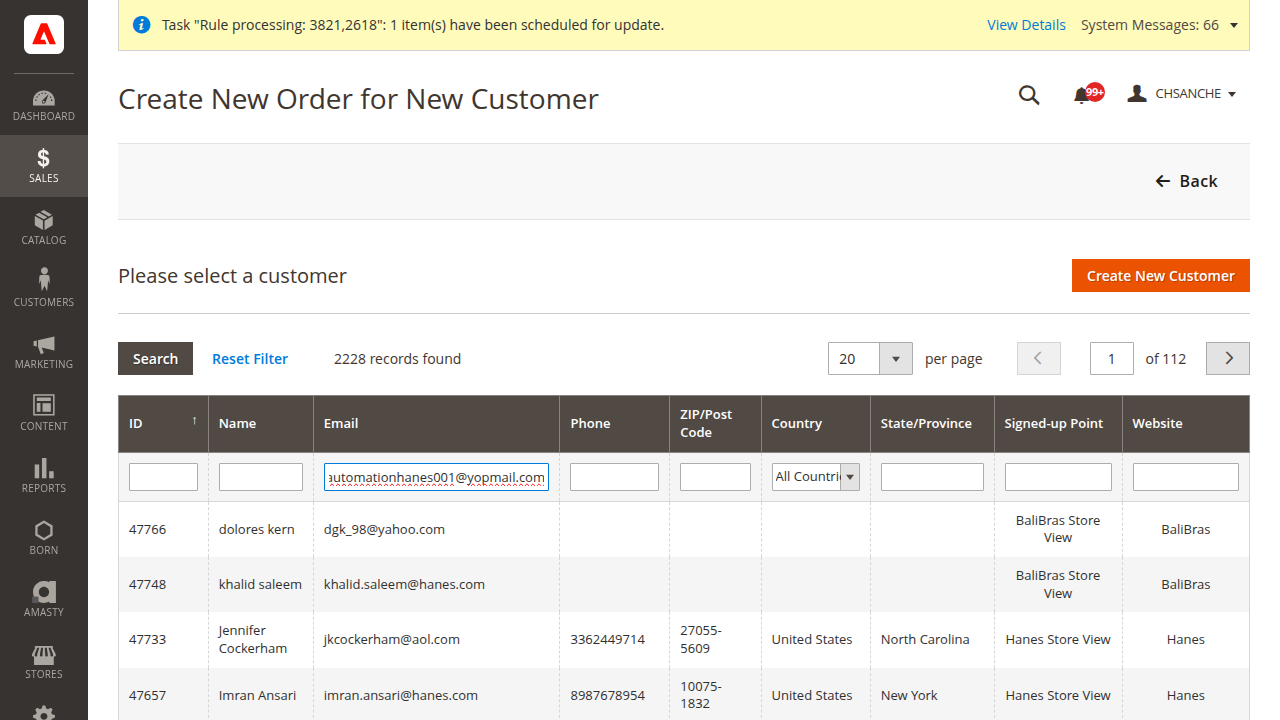 Task "Rule processing: 3821,2618": 1 item(s) have been scheduled for update.
View Details
System Messages: 66
Create New Order for New Customer
99+
CHSANCHE
DASHBOARD
SALES
CATALOG
CUSTOMERS
MARKETING
CONTENT
REPORTS
BORN
AMASTY
STORES
Back
Please select a customer
Create New Customer
Search
Reset Filter
2228 records found
20
per page
1
of 112
ID ↑
Name
Email
Phone
ZIP/Post
Code
Country
State/Province
Signed-up Point
Website
automationhanes001@yopmail.com
All Countri
47766
dolores kern
dgk_98@yahoo.com
BaliBras Store
View
BaliBras
47748
khalid saleem
khalid.saleem@hanes.com
BaliBras Store
View
BaliBras
47733
Jennifer
Cockerham
jkcockerham@aol.com
3362449714
27055-
5609
United States
North Carolina
Hanes Store View
Hanes
47657
Imran Ansari
imran.ansari@hanes.com
8987678954
10075-
1832
United States
New York
Hanes Store View
Hanes